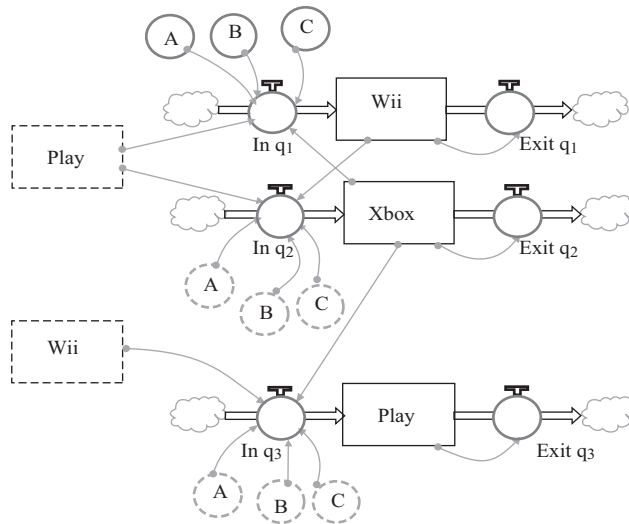 A
B
C
Wii
Play
In q1
Exit q1
Xbox
In q2
Exit q2
A
B
C
Wii
Play
In q3
Exit q3
A
B
C